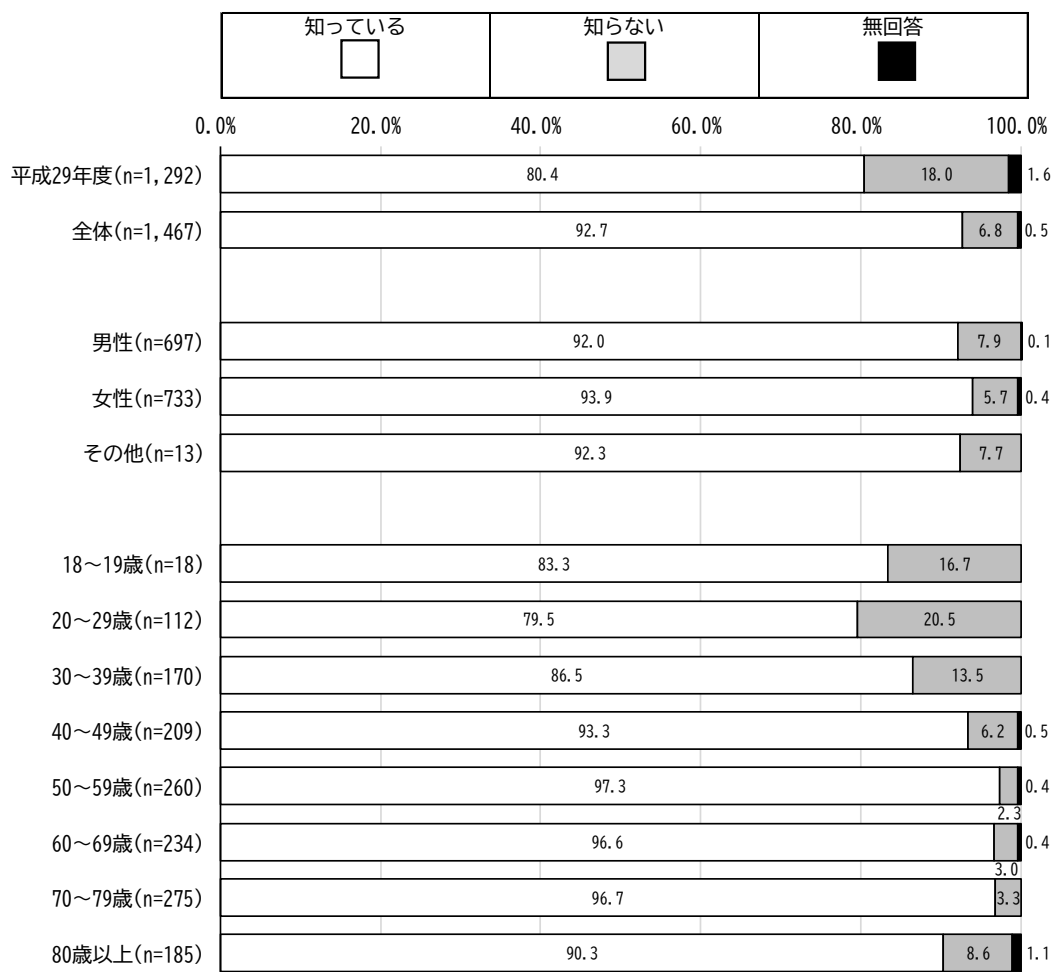 知っている 知らない 無回答
0.0% 20.0% 40.0% 60.0% 80.0% 100.0%
平成29年度(n=1,292) 80.4 18.0 1.6
全体(n=1,467) 92.7 6.8 0.5
男性(n=697) 92.0 7.9 0.1
女性(n=733) 93.9 5.7 0.4
その他(n=13) 92.3 7.7
18～19歳(n=18) 83.3 16.7
20～29歳(n=112) 79.5 20.5
30～39歳(n=170) 86.5 13.5
40～49歳(n=209) 93.3 6.2 0.5
50～59歳(n=260) 97.3 0.4
2.3
60～69歳(n=234) 96.6 0.4
3.0
70～79歳(n=275) 96.7 3.3
80歳以上(n=185) 90.3 8.6 1.1